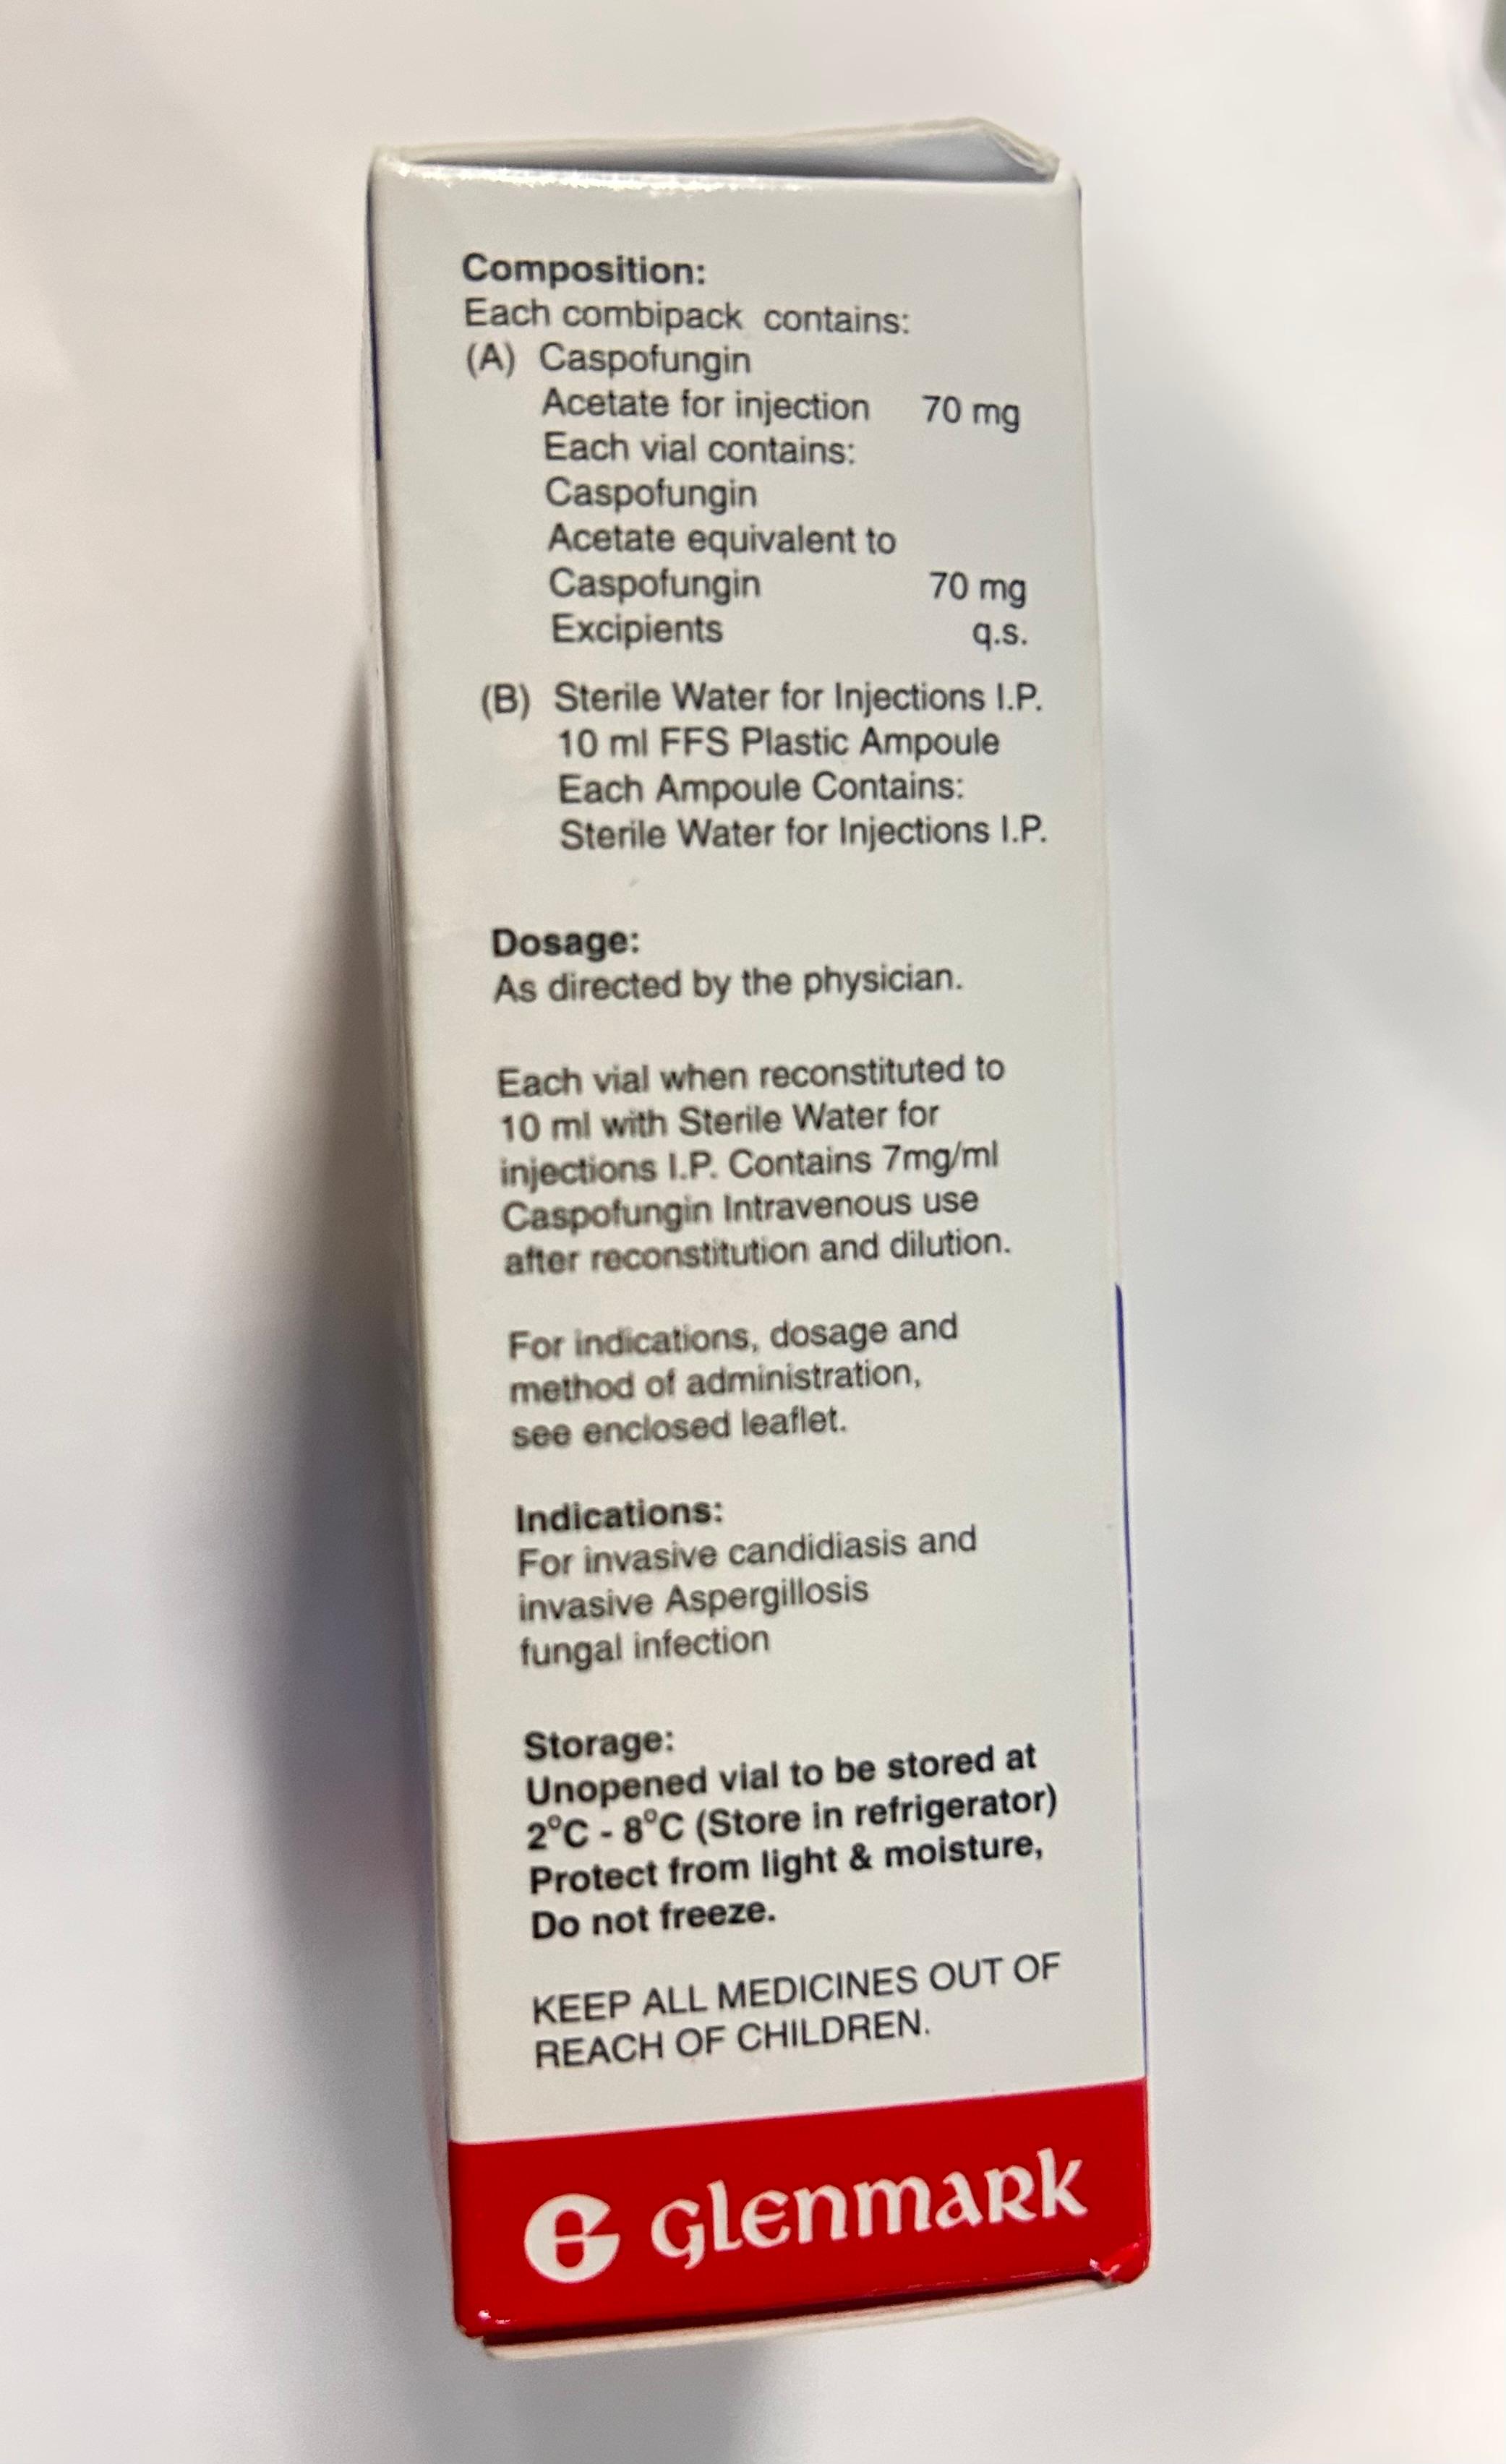 Composition:
Each combipack contains:
(A) Caspofungin
Acetate for injection 70 mg
Each vial contains:
Caspofungin
Acetate equivalent to
Caspofungin 70 mg
Excipients q.s.
(B) Sterile Water for Injections I.P.
10 ml FFS Plastic Ampoule
Each Ampoule Contains:
Sterile Water for Injections I.P.
Dosage:
As directed by the physician.
Each vial when reconstituted to
10 ml with Sterile Water for
injections I.P. Contains 7mg/ml
Caspofungin Intravenous use
after reconstitution and dilution.
For indications, dosage and
method of administration,
see enclosed leaflet.
Indications:
For invasive candidiasis and
invasive Aspergillosis
fungal infection
Storage:
Unopened vial to be stored at
2°C - 8°C (Store in refrigerator)
Protect from light & moisture,
Do not freeze.
KEEP ALL MEDICINES OUT OF
REACH OF CHILDREN.
G glenmark